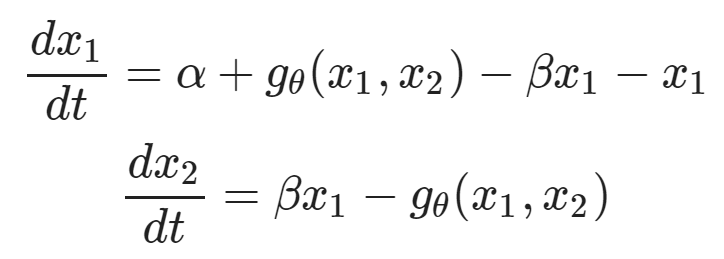 dx₁/dt = α + g_θ(x₁, x₂) − βx₁ − x₁
dx₂/dt = βx₁ − g_θ(x₁, x₂)